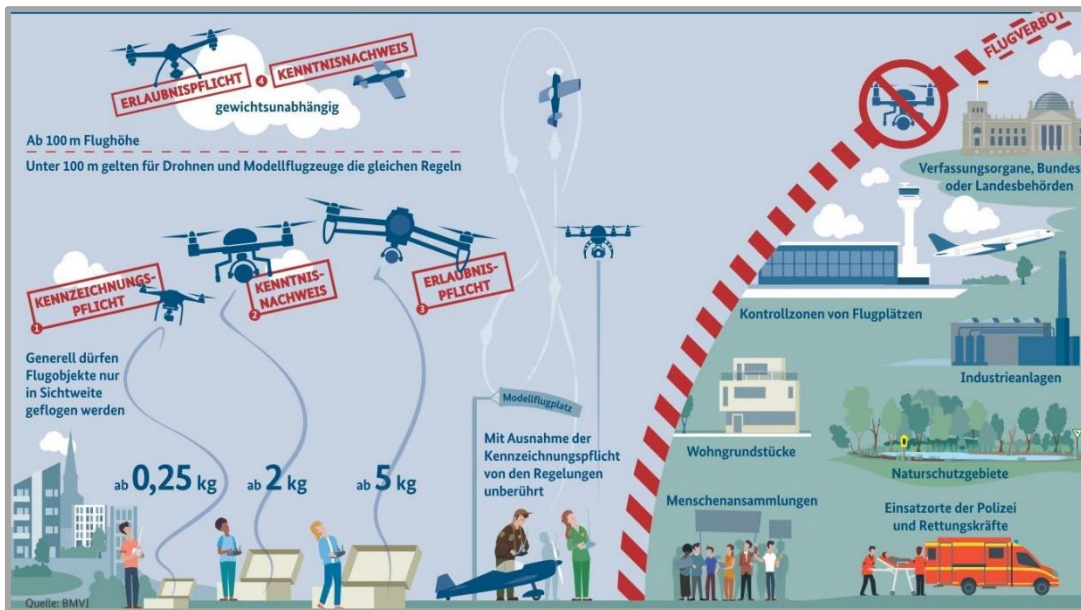 ERLAUBNISPFLICHT
4
KENNTNISNACHWEIS
gewichtsunabhängig
Ab 100 m Flughöhe
Unter 100 m gelten für Drohnen und Modellflugzeuge die gleichen Regeln
KENNZEICHNUNGS-
PFLICHT
1
KENNTNIS-
NACHWEIS
2
ERLAUBNIS-
PFLICHT
3
Generell dürfen
Flugobjekte nur
in Sichtweite
geflogen werden
ab 0,25 kg
ab 2 kg
ab 5 kg
Modellflugplatz
Mit Ausnahme der
Kennzeichnungspflicht
von den Regelungen
unberührt
FLUGVERBOT
Verfassungsorgane, Bundes
oder Landesbehörden
Kontrollzonen von Flugplätzen
Industrieanlagen
Wohngrundstücke
Naturschutzgebiete
Menschenansammlungen
Einsatzorte der Polizei
und Rettungskräfte
Quelle: BMVI